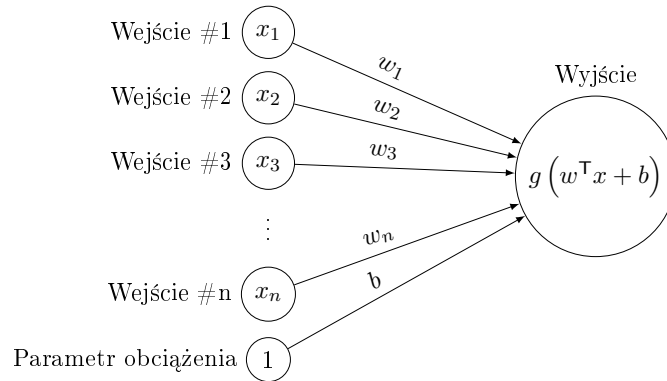 Wejście #1 x₁ w₁
Wyjście
Wejście #2 x₂ w₂
Wejście #3 x₃ w₃
g (wᵀx + b)
⋮
wₙ
Wejście #n xₙ b
Parametr obciążenia 1